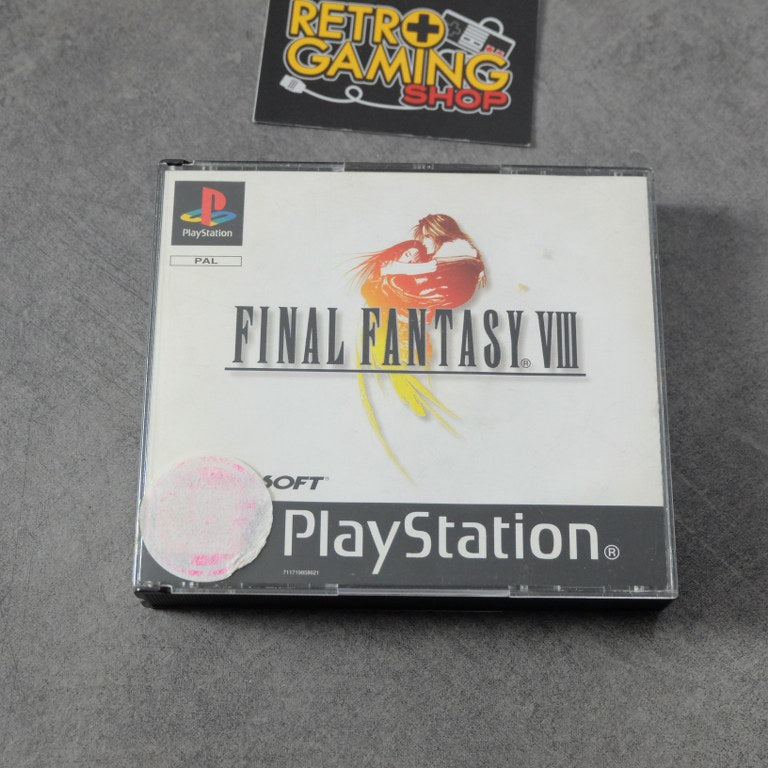 RETRO
GAMING
SHOP
PlayStation
PAL
FINAL FANTASY® VIII
SOFT®
PlayStation®